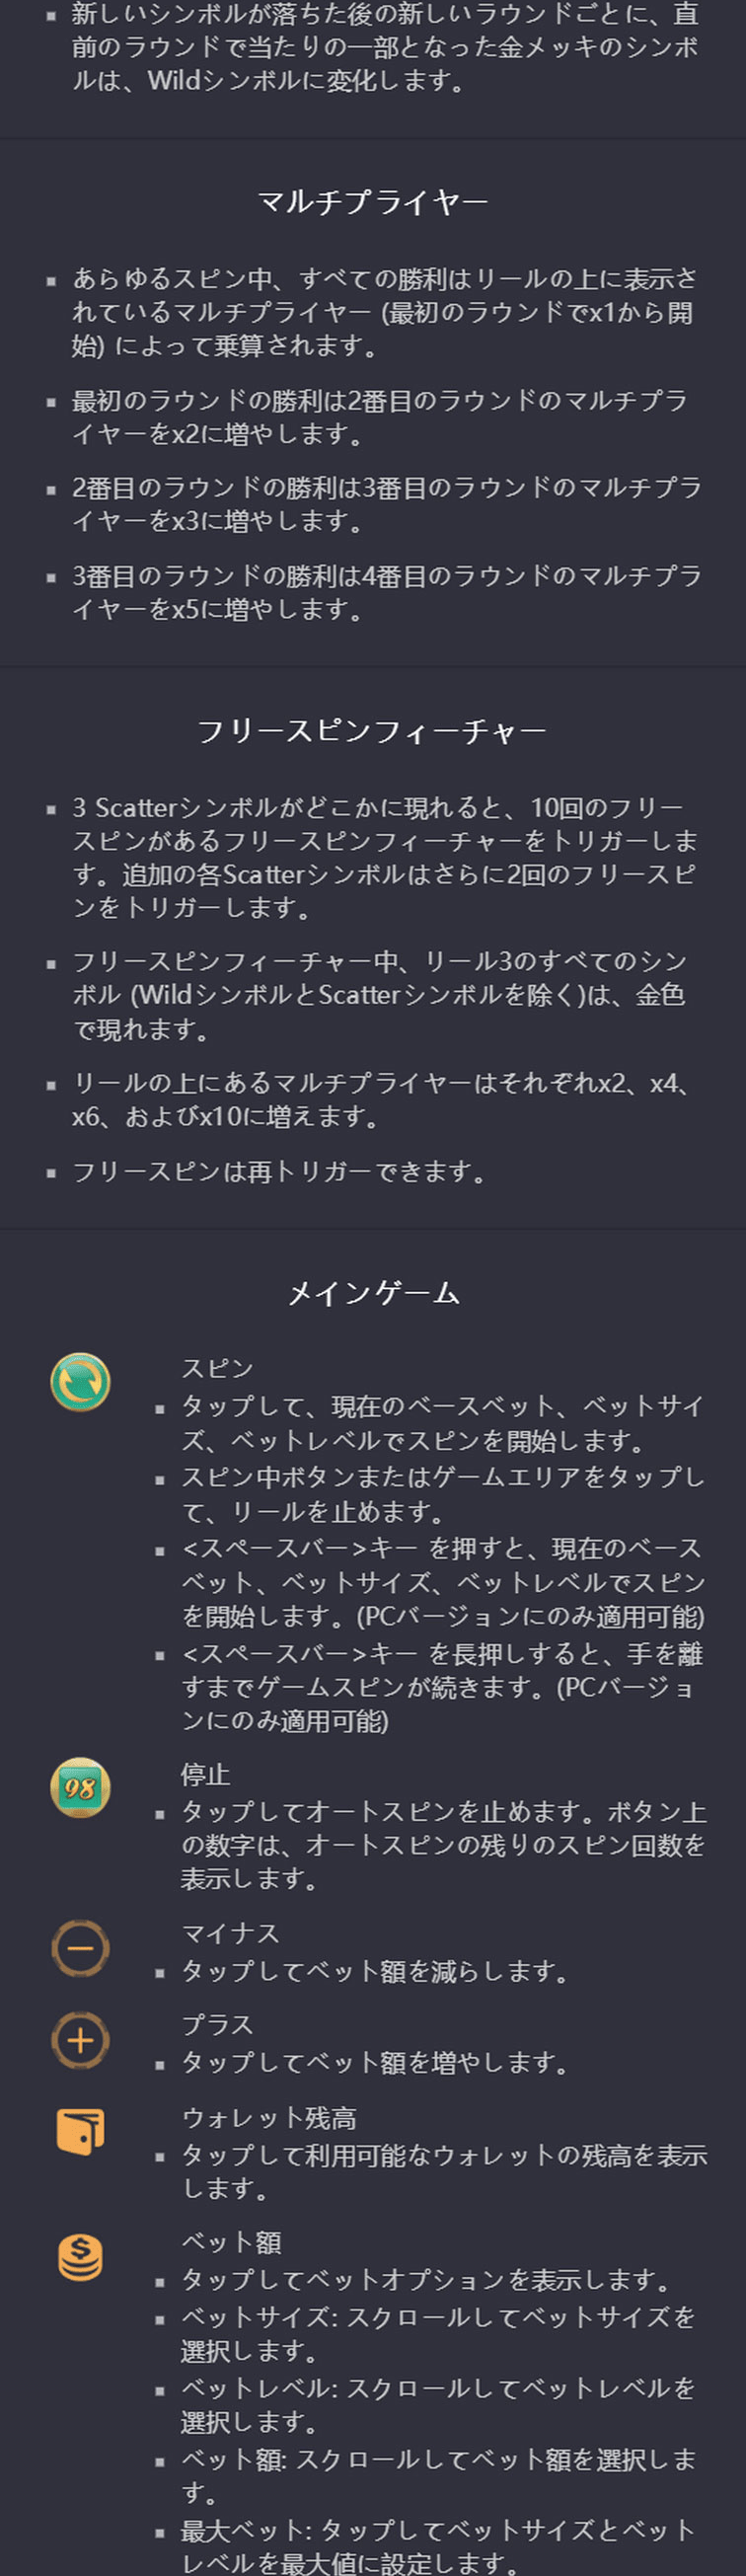 新しいシンボルが落ちた後の新しいラウンドごとに、直
前のラウンドで当たりの一部となった金メッキのシンボ
ルは、Wildシンボルに変化します。
マルチプライヤー
あらゆるスピン中、すべての勝利はリールの上に表示さ
れているマルチプライヤー (最初のラウンドでx1から開
始) によって乗算されます。
最初のラウンドの勝利は2番目のラウンドのマルチプラ
イヤーをx2に増やします。
2番目のラウンドの勝利は3番目のラウンドのマルチプラ
イヤーをx3に増やします。
3番目のラウンドの勝利は4番目のラウンドのマルチプラ
イヤーをx5に増やします。
フリースピンフィーチャー
3 Scatterシンボルがどこかに現れると、10回のフリー
スピンがあるフリースピンフィーチャーをトリガーしま
す。追加の各Scatterシンボルはさらに2回のフリースピ
ンをトリガーします。
フリースピンフィーチャー中、リール3のすべてのシン
ボル (WildシンボルとScatterシンボルを除く)は、金色
で現れます。
リールの上にあるマルチプライヤーはそれぞれx2、x4、
x6、およびx10に増えます。
フリースピンは再トリガーできます。
メインゲーム
スピン
タップして、現在のベースベット、ベットサイ
ズ、ベットレベルでスピンを開始します。
スピン中ボタンまたはゲームエリアをタップし
て、リールを止めます。
<スペースバー>キー を押すと、現在のベース
ベット、ベットサイズ、ベットレベルでスピン
を開始します。(PCバージョンにのみ適用可能)
<スペースバー>キー を長押しすると、手を離
すまでゲームスピンが続きます。(PCバージョ
ンにのみ適用可能)
98
停止
タップしてオートスピンを止めます。ボタン上
の数字は、オートスピンの残りのスピン回数を
表示します。
マイナス
タップしてベット額を減らします。
プラス
タップしてベット額を増やします。
ウォレット残高
タップして利用可能なウォレットの残高を表示
します。
ベット額
タップしてベットオプションを表示します。
ベットサイズ: スクロールしてベットサイズを
選択します。
ベットレベル: スクロールしてベットレベルを
選択します。
ベット額: スクロールしてベット額を選択しま
す。
最大ベット: タップしてベットサイズとベット
レベルを最大値に設定します。